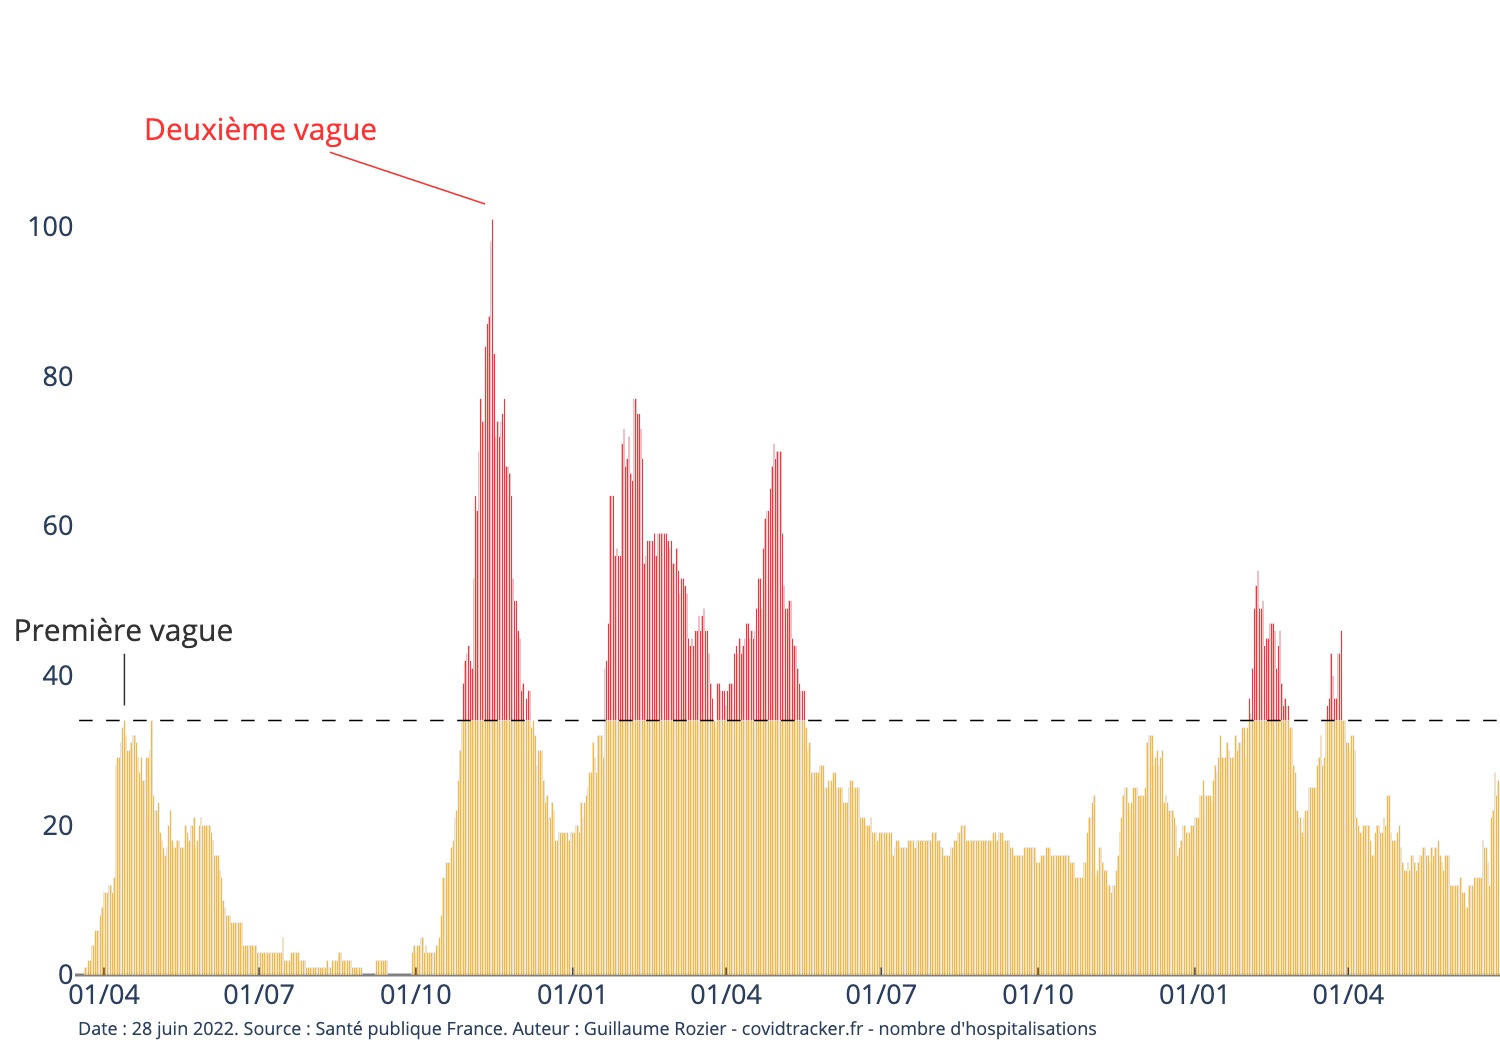 Deuxième vague
100
80
60
Première vague
40
20
0
01/04 01/07 01/10 01/01 01/04 01/07 01/10 01/01 01/04
Date : 28 juin 2022. Source : Santé publique France. Auteur : Guillaume Rozier - covidtracker.fr - nombre d'hospitalisations